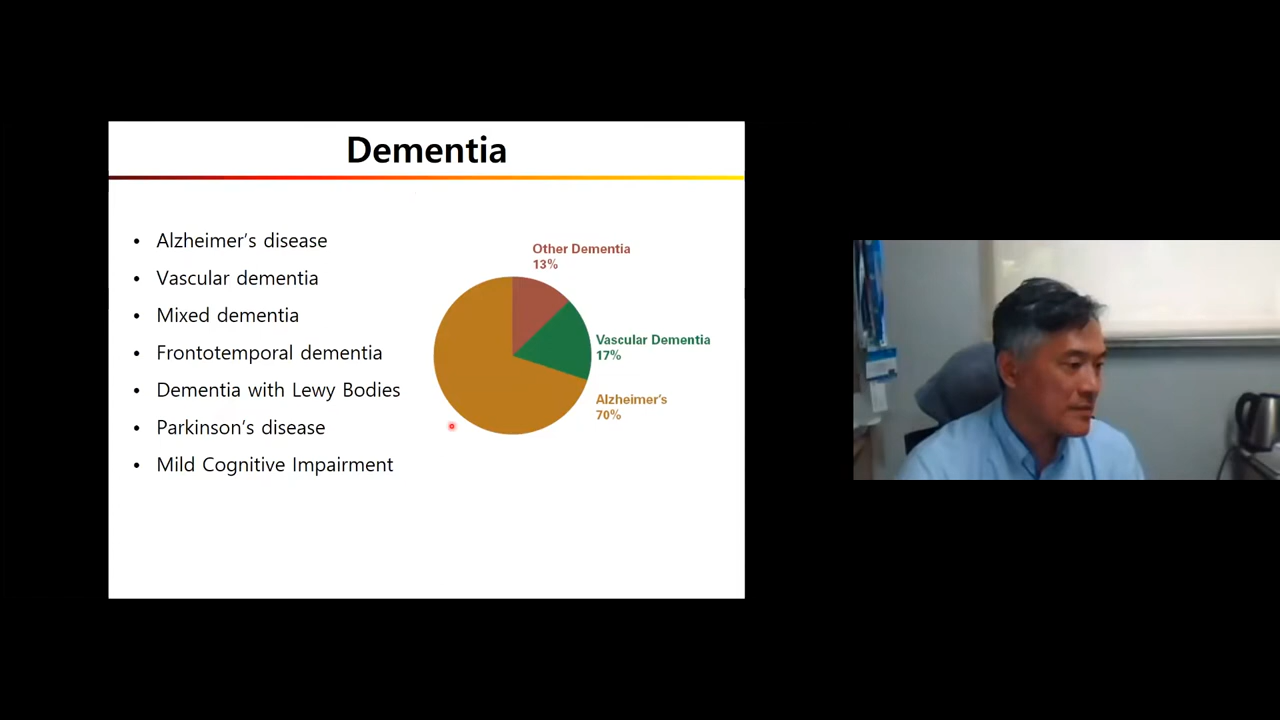 Dementia
• Alzheimer's disease
• Vascular dementia
• Mixed dementia
• Frontotemporal dementia
• Dementia with Lewy Bodies
• Parkinson's disease
• Mild Cognitive Impairment
Other Dementia
13%
Vascular Dementia
17%
Alzheimer's
70%